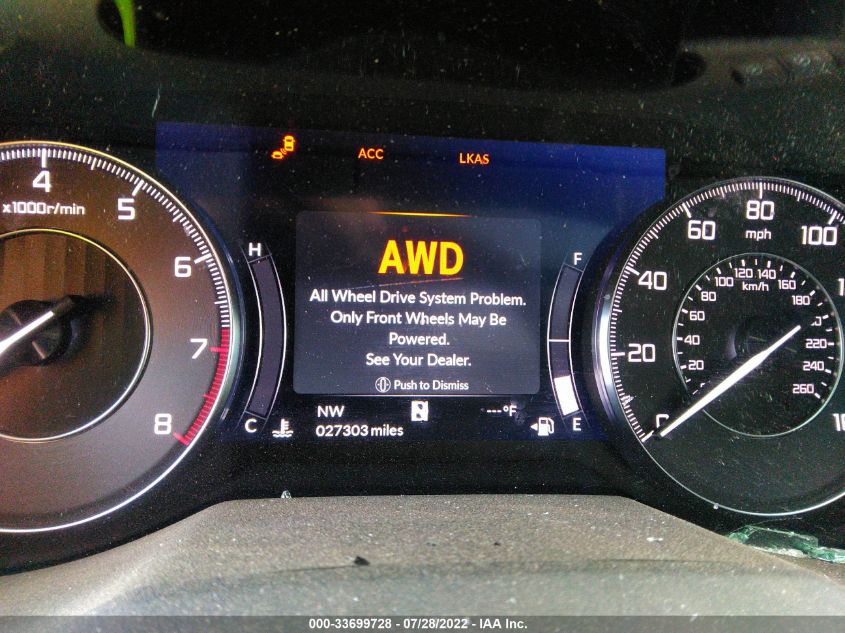 ACC
LKAS
4
x1000r/min
5
6
7
8
H
C
AWD
All Wheel Drive System Problem.
Only Front Wheels May Be
Powered.
See Your Dealer.
Push to Dismiss
NW
---°F
027303 miles
F
E
0
20
40
60
80
100
mph
20
40
60
80
100
120
140
160
180
220
240
260
km/h
000-33699728 - 07/28/2022 - IAA Inc.